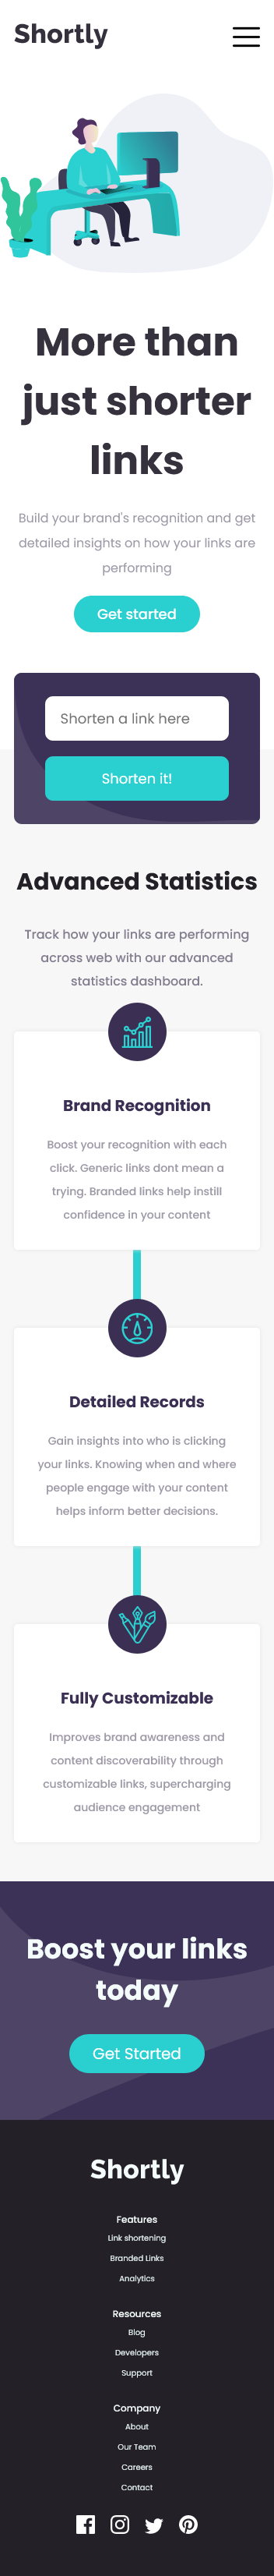 Shortly
More than
just shorter
links
Build your brand's recognition and get
detailed insights on how your links are
performing
Get started
Shorten a link here
Shorten it!
Advanced Statistics
Track how your links are performing
across web with our advanced
statistics dashboard.
Brand Recognition
Boost your recognition with each
click. Generic links dont mean a
trying. Branded links help instill
confidence in your content
Detailed Records
Gain insights into who is clicking
your links. Knowing when and where
people engage with your content
helps inform better decisions.
Fully Customizable
Improves brand awareness and
content discoverability through
customizable links, supercharging
audience engagement
Boost your links
today
Get Started
Shortly
Features
Link shortening
Branded Links
Analytics
Resources
Blog
Developers
Support
Company
About
Our Team
Careers
Contact